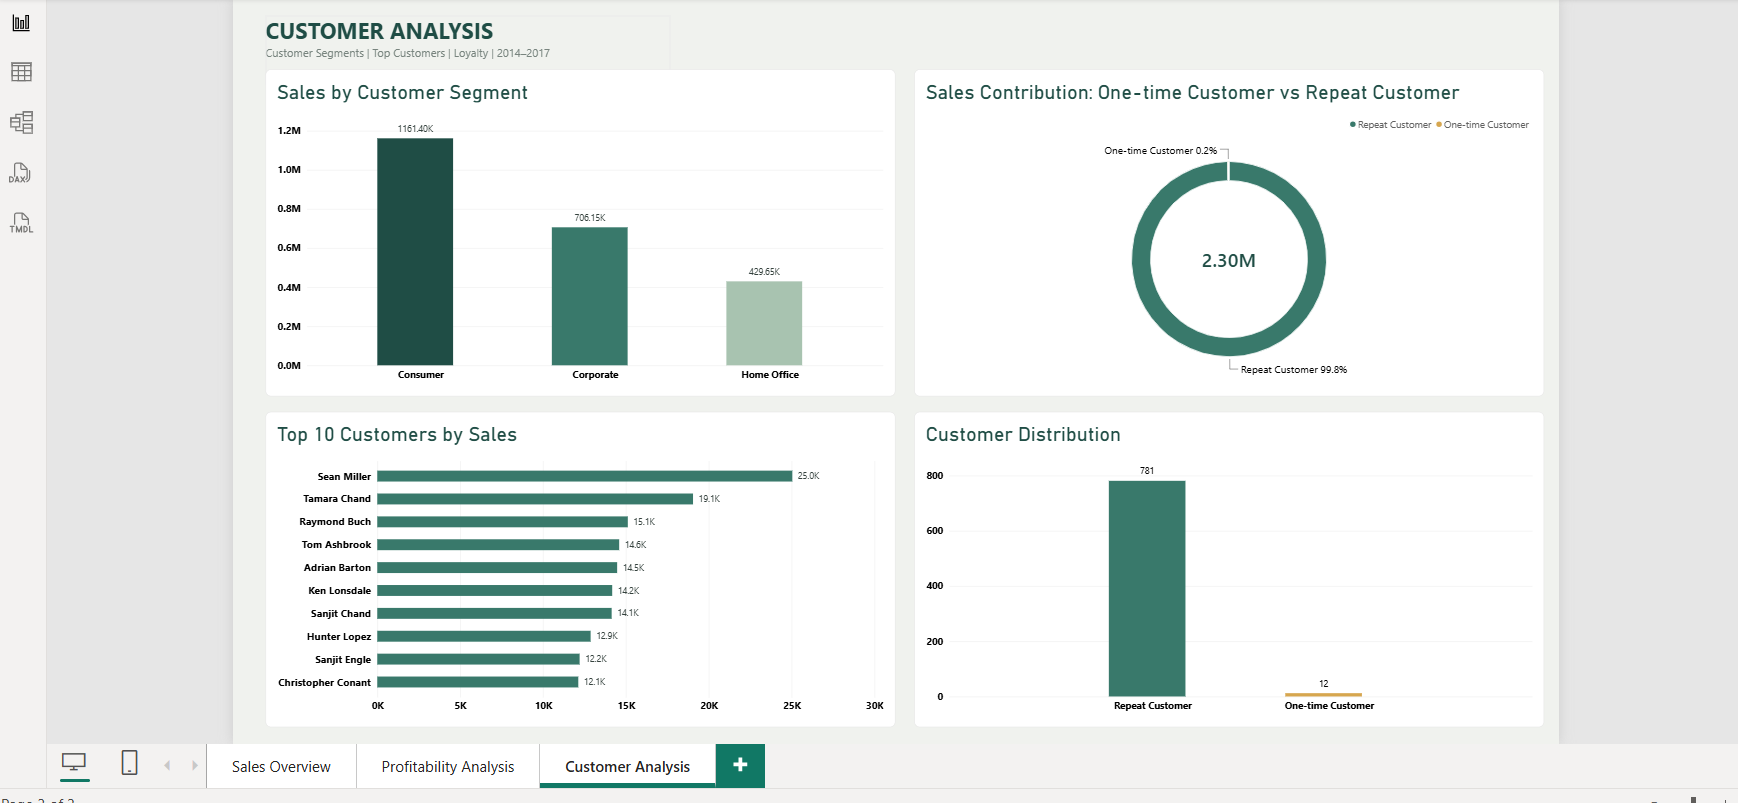 CUSTOMER ANALYSIS
Customer Segments | Top Customers | Loyalty | 2014–2017
Sales by Customer Segment
1.2M
1.0M
0.8M
0.6M
0.4M
0.2M
0.0M
1161.40K
706.15K
429.65K
Consumer
Corporate
Home Office
Sales Contribution: One-time Customer vs Repeat Customer
Repeat Customer
One-time Customer
One-time Customer 0.2%
2.30M
Repeat Customer 99.8%
Top 10 Customers by Sales
Sean Miller 25.0K
Tamara Chand 19.1K
Raymond Buch 15.1K
Tom Ashbrook 14.6K
Adrian Barton 14.5K
Ken Lonsdale 14.2K
Sanjit Chand 14.1K
Hunter Lopez 12.9K
Sanjit Engle 12.2K
Christopher Conant 12.1K
0K 5K 10K 15K 20K 25K 30K
Customer Distribution
800
600
400
200
0
781
12
Repeat Customer
One-time Customer
DAX
TMDL
Sales Overview
Profitability Analysis
Customer Analysis